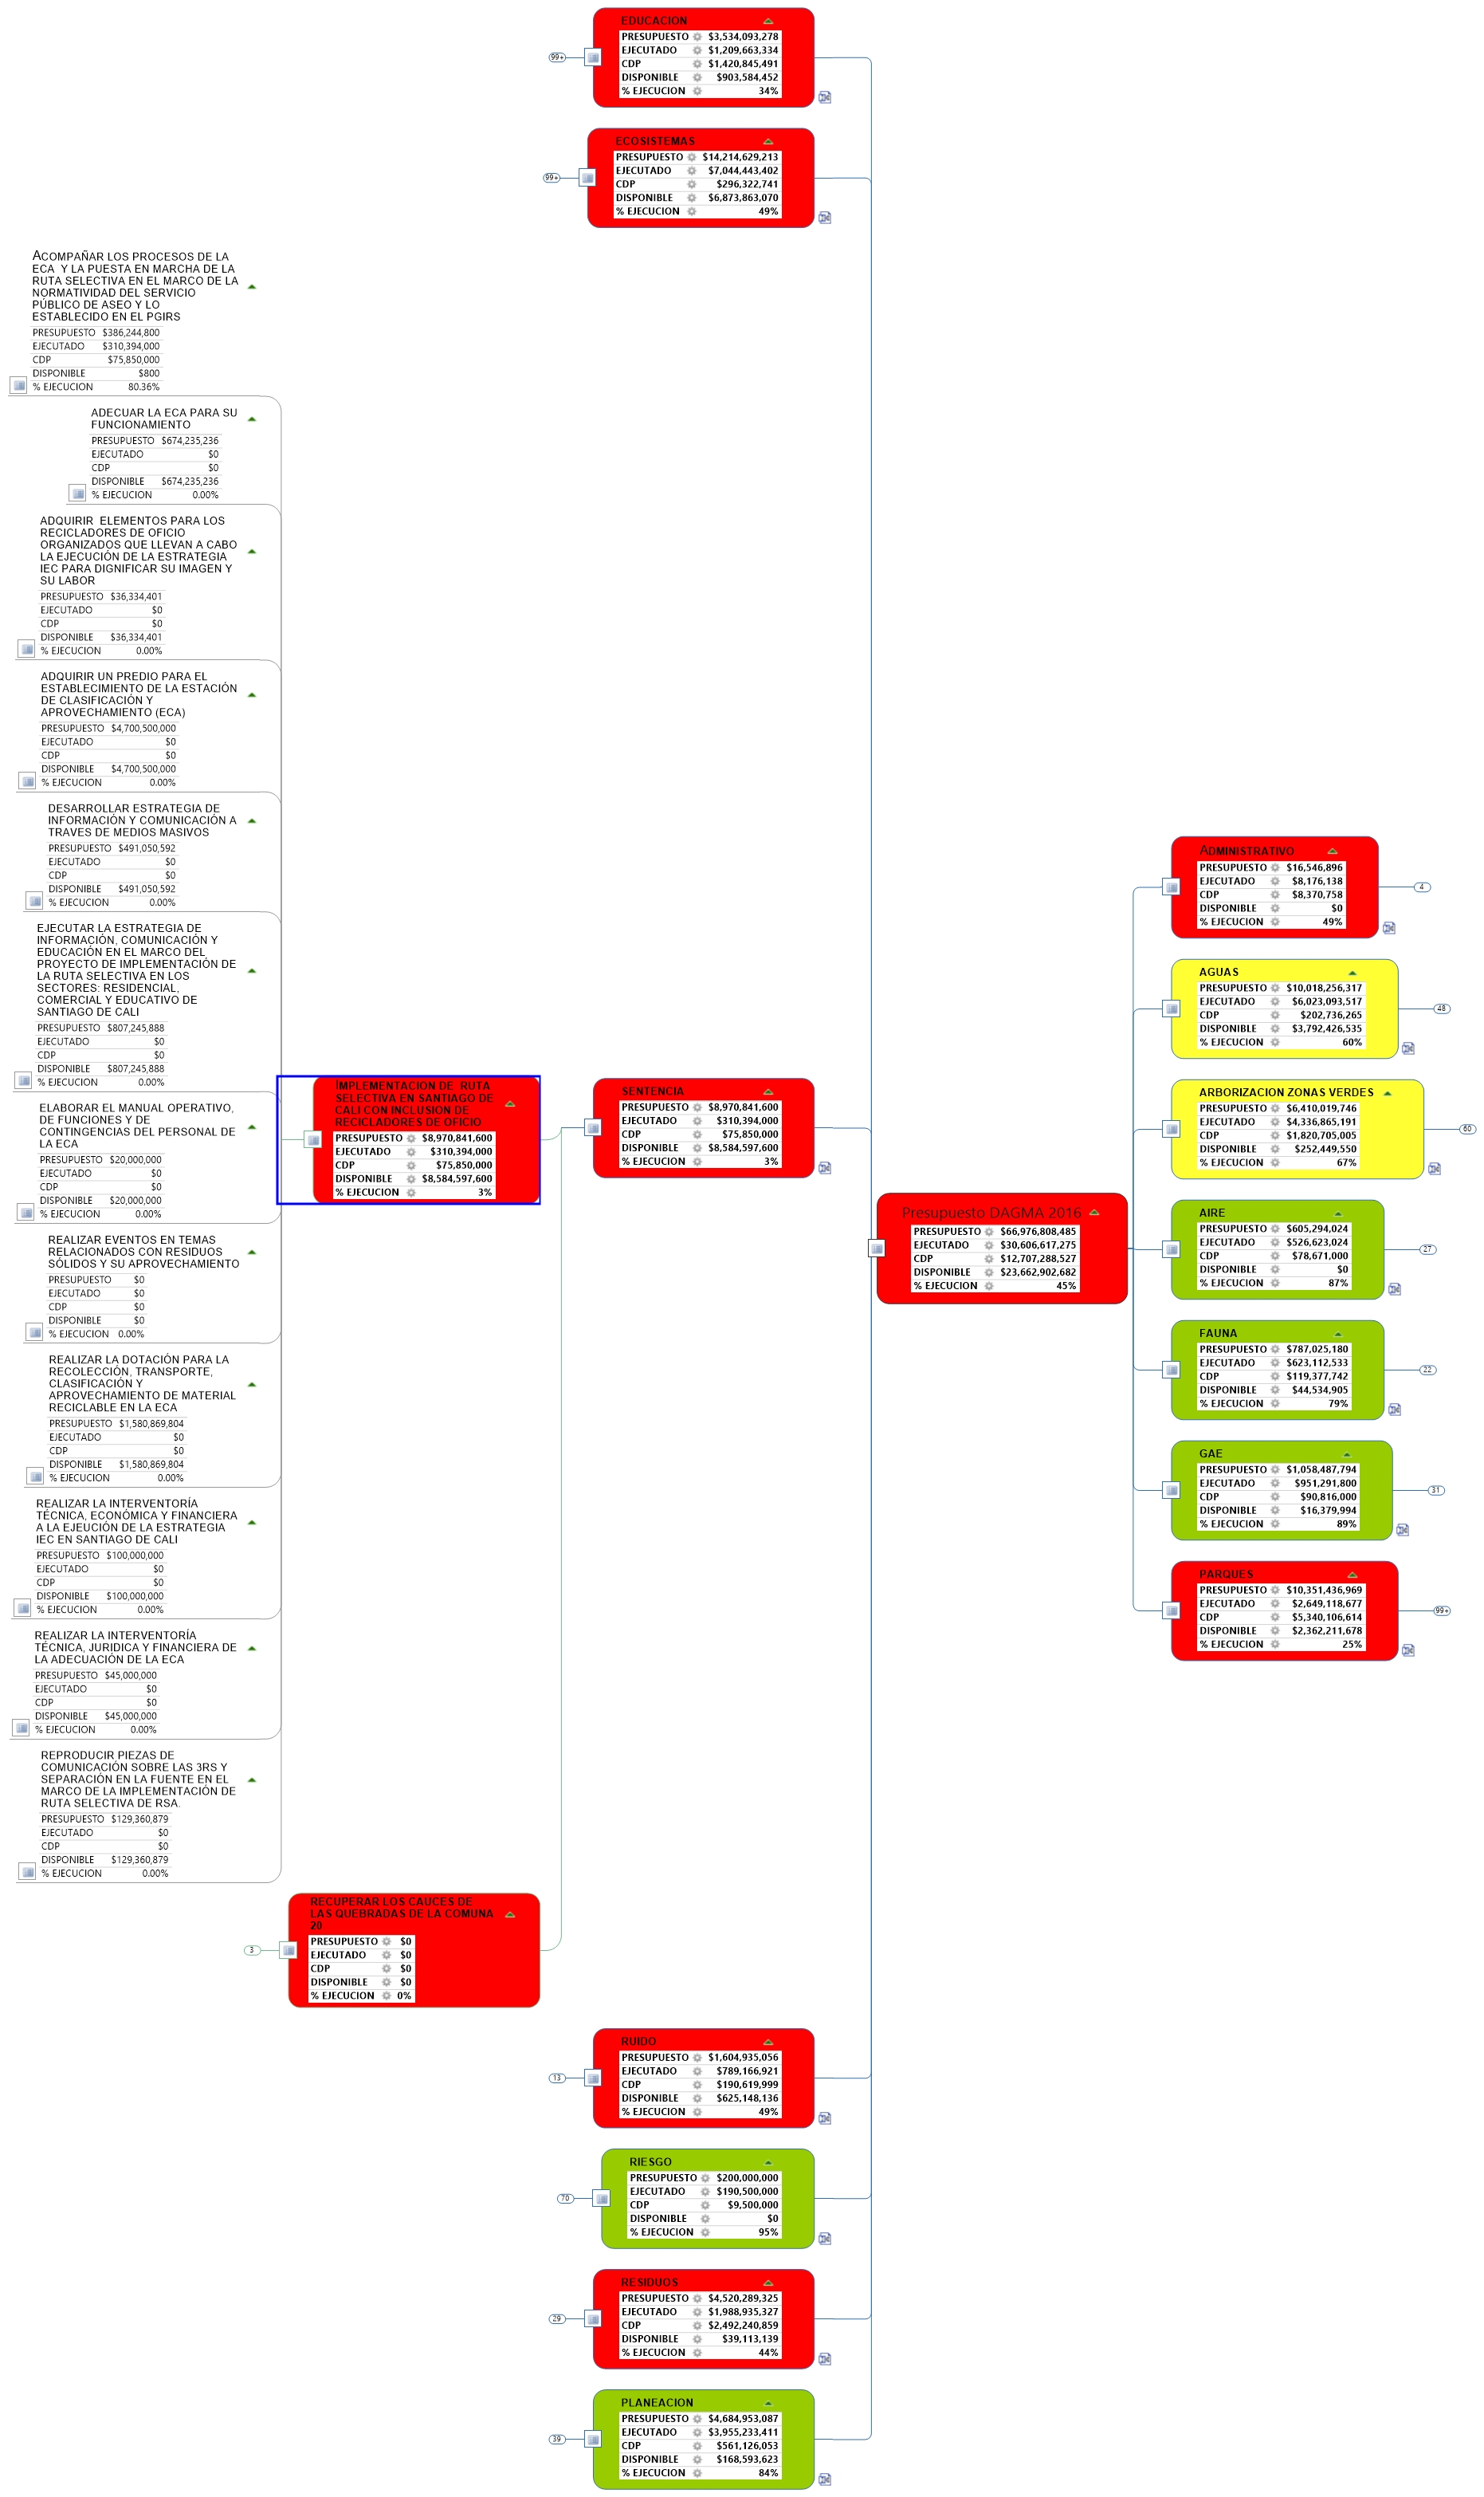 EDUCACION
PRESUPUESTO $3,534,093,278
EJECUTADO $1,209,663,334
CDP $1,420,845,491
DISPONIBLE $903,584,452
% EJECUCION 34%
99+
ECOSISTEMAS
PRESUPUESTO $14,214,629,213
EJECUTADO $7,044,443,402
CDP $296,322,741
DISPONIBLE $6,873,863,070
% EJECUCION 49%
99+
ACOMPAÑAR LOS PROCESOS DE LA
ECA Y LA PUESTA EN MARCHA DE LA
RUTA SELECTIVA EN EL MARCO DE LA
NORMATIVIDAD DEL SERVICIO
PÚBLICO DE ASEO Y LO
ESTABLECIDO EN EL PGIRS
PRESUPUESTO $386,244,800
EJECUTADO $310,394,000
CDP $75,850,000
DISPONIBLE $800
% EJECUCION 80.36%
ADECUAR LA ECA PARA SU
FUNCIONAMIENTO
PRESUPUESTO $674,235,236
EJECUTADO $0
CDP $0
DISPONIBLE $674,235,236
% EJECUCION 0.00%
ADQUIRIR ELEMENTOS PARA LOS
RECICLADORES DE OFICIO
ORGANIZADOS QUE LLEVAN A CABO
LA EJECUCIÓN DE LA ESTRATEGIA
IEC PARA DIGNIFICAR SU IMAGEN Y
SU LABOR
PRESUPUESTO $36,334,401
EJECUTADO $0
CDP $0
DISPONIBLE $36,334,401
% EJECUCION 0.00%
ADQUIRIR UN PREDIO PARA EL
ESTABLECIMIENTO DE LA ESTACIÓN
DE CLASIFICACIÓN Y
APROVECHAMIENTO (ECA)
PRESUPUESTO $4,700,500,000
EJECUTADO $0
CDP $0
DISPONIBLE $4,700,500,000
% EJECUCION 0.00%
DESARROLLAR ESTRATEGIA DE
INFORMACIÓN Y COMUNICACIÓN A
TRAVES DE MEDIOS MASIVOS
PRESUPUESTO $491,050,592
EJECUTADO $0
CDP $0
DISPONIBLE $491,050,592
% EJECUCION 0.00%
EJECUTAR LA ESTRATEGIA DE
INFORMACIÓN, COMUNICACIÓN Y
EDUCACIÓN EN EL MARCO DEL
PROYECTO DE IMPLEMENTACIÓN DE
LA RUTA SELECTIVA EN LOS
SECTORES: RESIDENCIAL,
COMERCIAL Y EDUCATIVO DE
SANTIAGO DE CALI
PRESUPUESTO $807,245,888
EJECUTADO $0
CDP $0
DISPONIBLE $807,245,888
% EJECUCION 0.00%
ELABORAR EL MANUAL OPERATIVO,
DE FUNCIONES Y DE
CONTINGENCIAS DEL PERSONAL DE
LA ECA
PRESUPUESTO $20,000,000
EJECUTADO $0
CDP $0
DISPONIBLE $20,000,000
% EJECUCION 0.00%
REALIZAR EVENTOS EN TEMAS
RELACIONADOS CON RESIDUOS
SÓLIDOS Y SU APROVECHAMIENTO
PRESUPUESTO $0
EJECUTADO $0
CDP $0
DISPONIBLE $0
% EJECUCION 0.00%
REALIZAR LA DOTACIÓN PARA LA
RECOLECCIÓN, TRANSPORTE,
CLASIFICACIÓN Y
APROVECHAMIENTO DE MATERIAL
RECICLABLE EN LA ECA
PRESUPUESTO $1,580,869,804
EJECUTADO $0
CDP $0
DISPONIBLE $1,580,869,804
% EJECUCION 0.00%
REALIZAR LA INTERVENTORÍA
TÉCNICA, ECONÓMICA Y FINANCIERA
A LA EJEUCIÓN DE LA ESTRATEGIA
IEC EN SANTIAGO DE CALI
PRESUPUESTO $100,000,000
EJECUTADO $0
CDP $0
DISPONIBLE $100,000,000
% EJECUCION 0.00%
REALIZAR LA INTERVENTORÍA
TÉCNICA, JURIDICA Y FINANCIERA DE
LA ADECUACIÓN DE LA ECA
PRESUPUESTO $45,000,000
EJECUTADO $0
CDP $0
DISPONIBLE $45,000,000
% EJECUCION 0.00%
REPRODUCIR PIEZAS DE
COMUNICACIÓN SOBRE LAS 3RS Y
SEPARACIÓN EN LA FUENTE EN EL
MARCO DE LA IMPLEMENTACIÓN DE
RUTA SELECTIVA DE RSA.
PRESUPUESTO $129,360,879
EJECUTADO $0
CDP $0
DISPONIBLE $129,360,879
% EJECUCION 0.00%
IMPLEMENTACION DE RUTA
SELECTIVA EN SANTIAGO DE
CALI CON INCLUSION DE
RECICLADORES DE OFICIO
PRESUPUESTO $8,970,841,600
EJECUTADO $310,394,000
CDP $75,850,000
DISPONIBLE $8,584,597,600
% EJECUCION 3%
SENTENCIA
PRESUPUESTO $8,970,841,600
EJECUTADO $310,394,000
CDP $75,850,000
DISPONIBLE $8,584,597,600
% EJECUCION 3%
RECUPERAR LOS CAUCES DE
LAS QUEBRADAS DE LA COMUNA
20
PRESUPUESTO $0
EJECUTADO $0
CDP $0
DISPONIBLE $0
% EJECUCION 0%
3
RUIDO
PRESUPUESTO $1,604,935,056
EJECUTADO $789,166,921
CDP $190,619,999
DISPONIBLE $625,148,136
% EJECUCION 49%
13
RIESGO
PRESUPUESTO $200,000,000
EJECUTADO $190,500,000
CDP $9,500,000
DISPONIBLE $0
% EJECUCION 95%
70
RESIDUOS
PRESUPUESTO $4,520,289,325
EJECUTADO $1,988,935,327
CDP $2,492,240,859
DISPONIBLE $39,113,139
% EJECUCION 44%
29
PLANEACION
PRESUPUESTO $4,684,953,087
EJECUTADO $3,955,233,411
CDP $561,126,053
DISPONIBLE $168,593,623
% EJECUCION 84%
39
Presupuesto DAGMA 2016
PRESUPUESTO $66,976,808,485
EJECUTADO $30,606,617,275
CDP $12,707,288,527
DISPONIBLE $23,662,902,682
% EJECUCION 45%
ADMINISTRATIVO
PRESUPUESTO $16,546,896
EJECUTADO $8,176,138
CDP $8,370,758
DISPONIBLE $0
% EJECUCION 49%
4
AGUAS
PRESUPUESTO $10,018,256,317
EJECUTADO $6,023,093,517
CDP $202,736,265
DISPONIBLE $3,792,426,535
% EJECUCION 60%
48
ARBORIZACION ZONAS VERDES
PRESUPUESTO $6,410,019,746
EJECUTADO $4,336,865,191
CDP $1,820,705,005
DISPONIBLE $252,449,550
% EJECUCION 67%
60
AIRE
PRESUPUESTO $605,294,024
EJECUTADO $526,623,024
CDP $78,671,000
DISPONIBLE $0
% EJECUCION 87%
27
FAUNA
PRESUPUESTO $787,025,180
EJECUTADO $623,112,533
CDP $119,377,742
DISPONIBLE $44,534,905
% EJECUCION 79%
22
GAE
PRESUPUESTO $1,058,487,794
EJECUTADO $951,291,800
CDP $90,816,000
DISPONIBLE $16,379,994
% EJECUCION 89%
31
PARQUES
PRESUPUESTO $10,351,436,969
EJECUTADO $2,649,118,677
CDP $5,340,106,614
DISPONIBLE $2,362,211,678
% EJECUCION 25%
99+